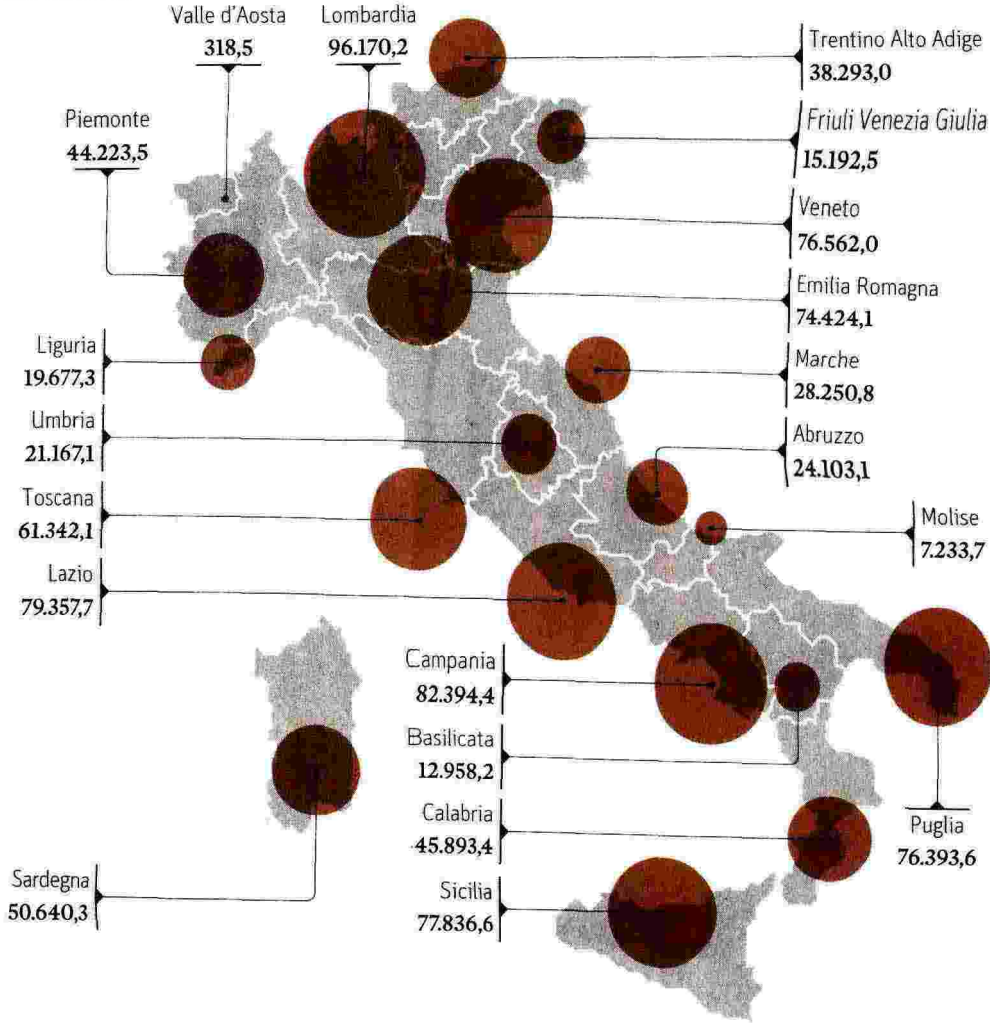 Valle d'Aosta
318,5
Lombardia
96.170,2
Trentino Alto Adige
38.293,0
Piemonte
44.223,5
Friuli Venezia Giulia
15.192,5
Veneto
76.562,0
Emilia Romagna
74.424,1
Liguria
19.677,3
Marche
28.250,8
Umbria
21.167,1
Abruzzo
24.103,1
Toscana
61.342,1
Molise
7.233,7
Lazio
79.357,7
Campania
82.394,4
Basilicata
12.958,2
Calabria
45.893,4
Puglia
76.393,6
Sardegna
50.640,3
Sicilia
77.836,6